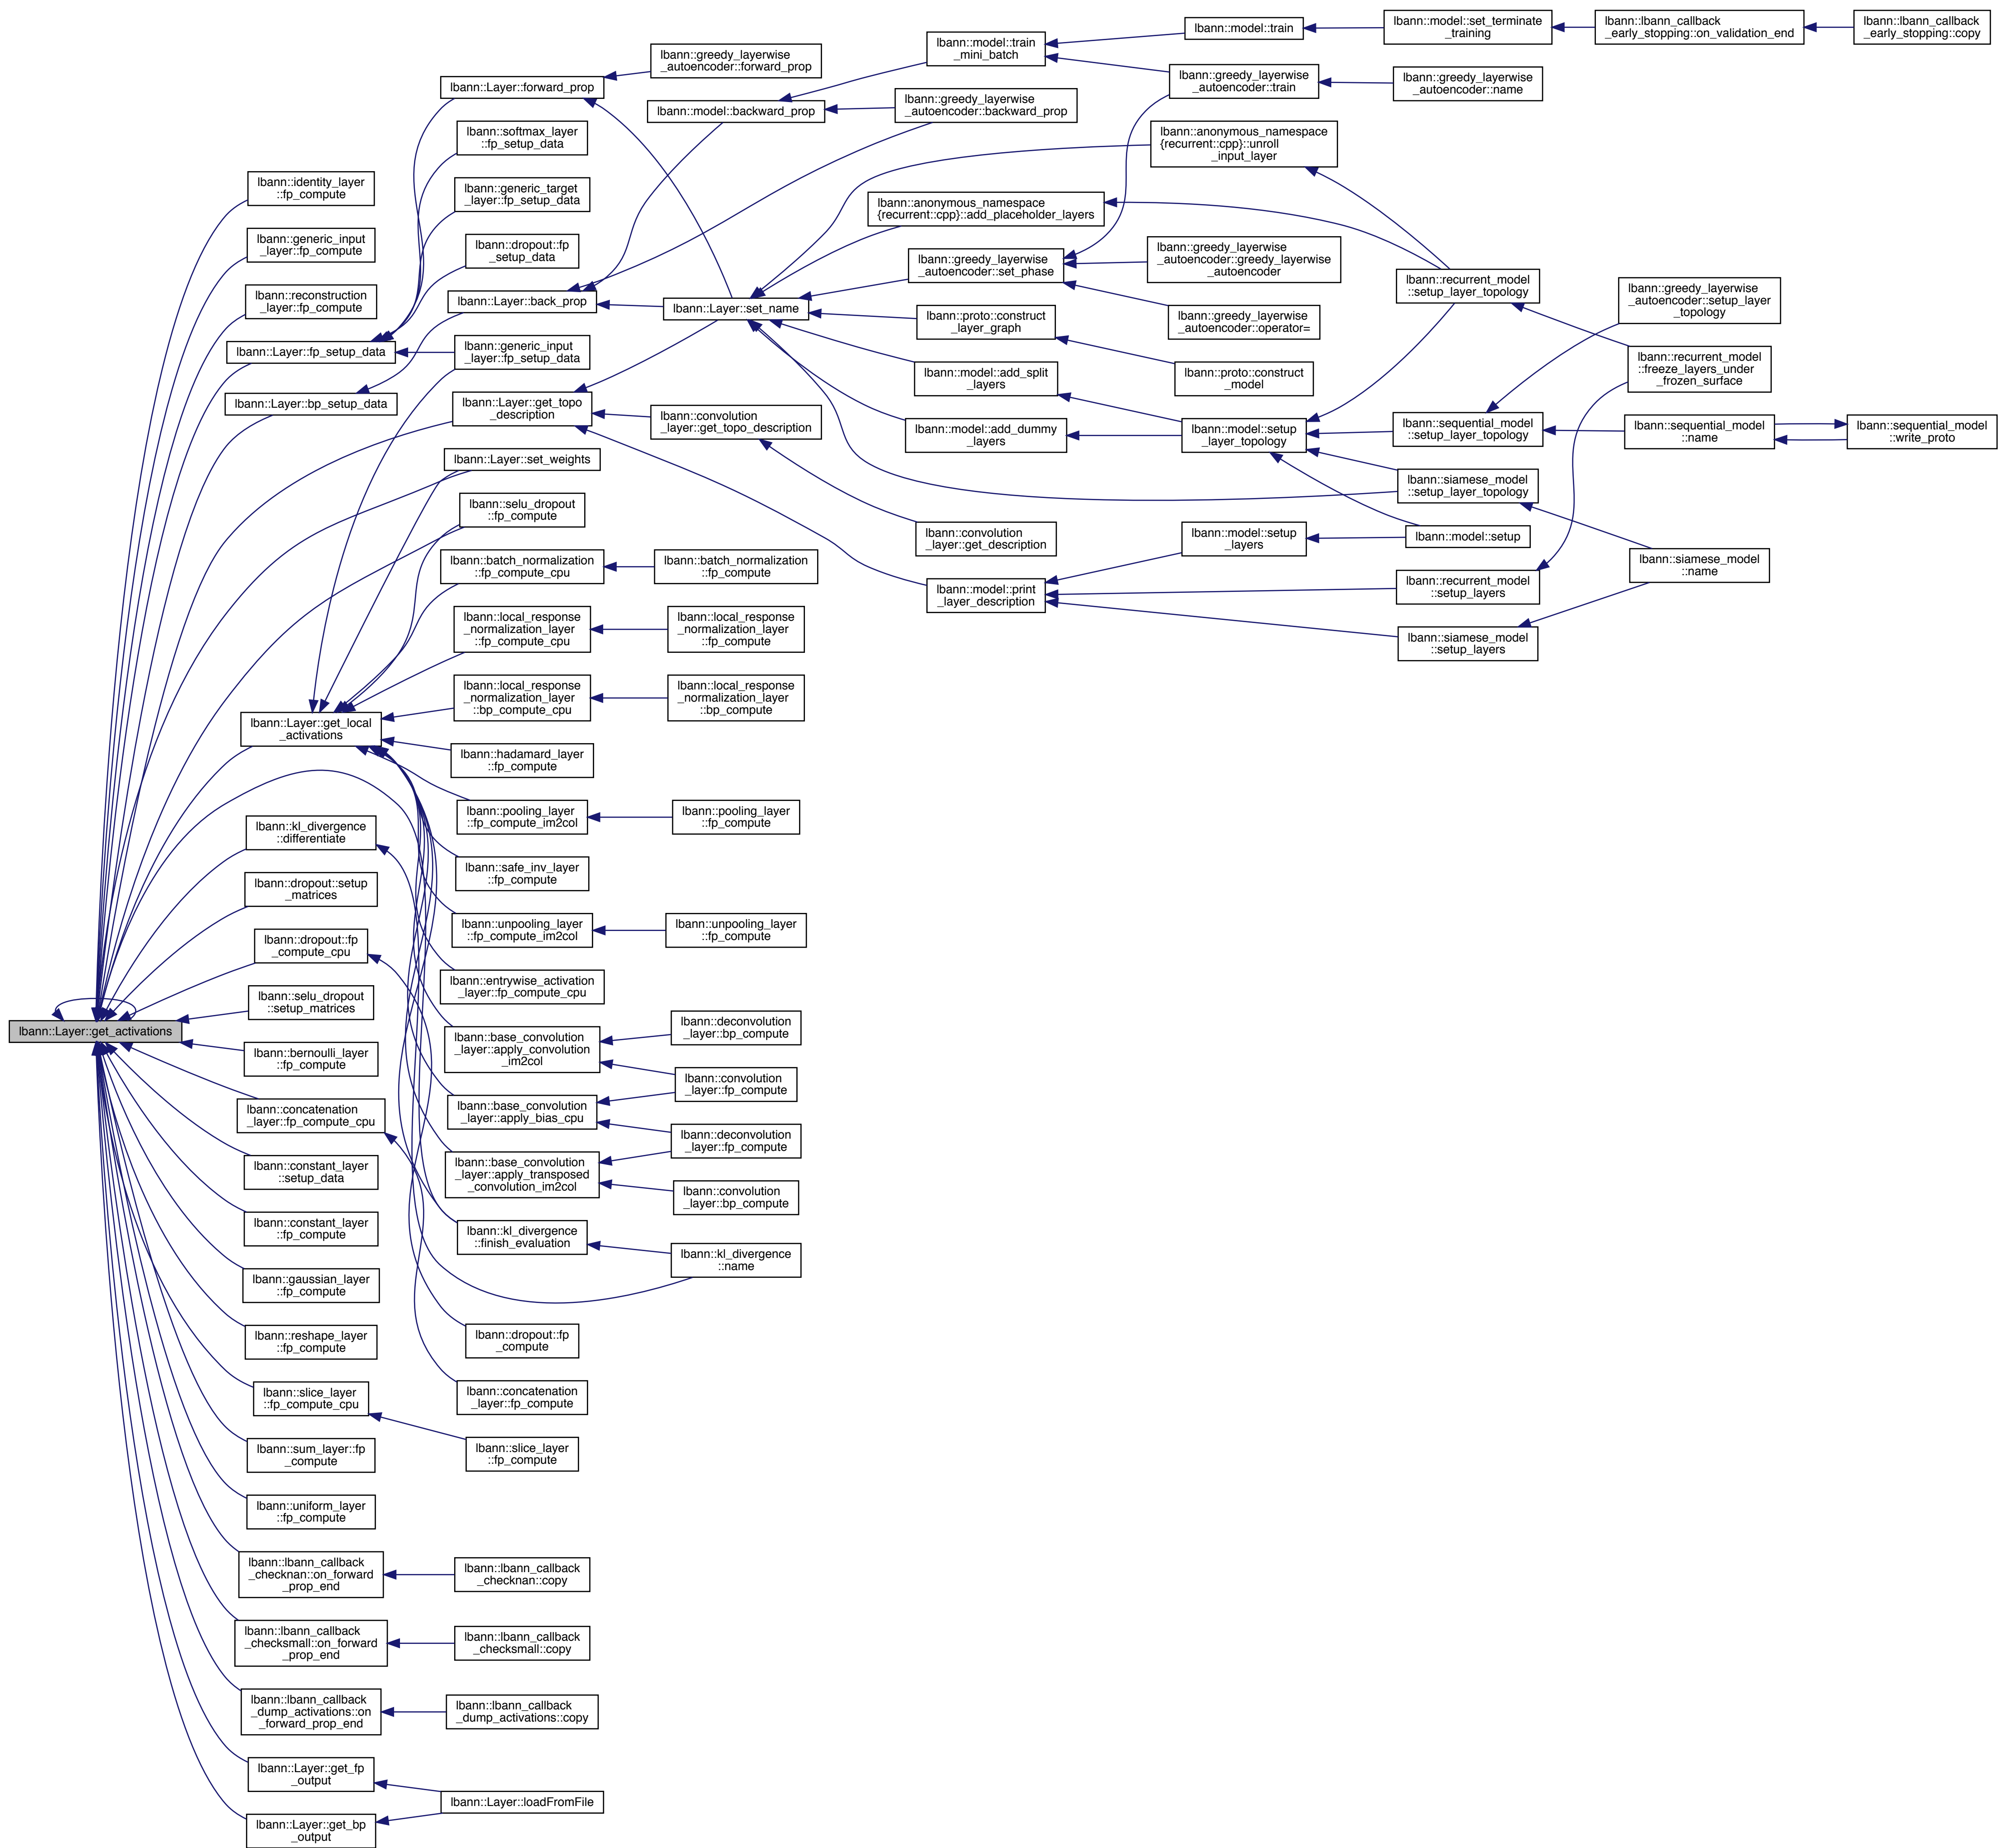 lbann::Layer::get_activations
lbann::identity_layer
::fp_compute
lbann::generic_input
_layer::fp_compute
lbann::reconstruction
_layer::fp_compute
lbann::Layer::fp_setup_data
lbann::Layer::bp_setup_data
lbann::Layer::get_local
_activations
lbann::kl_divergence
::differentiate
lbann::dropout::setup
_matrices
lbann::dropout::fp
_compute_cpu
lbann::selu_dropout
::setup_matrices
lbann::bernoulli_layer
::fp_compute
lbann::concatenation
_layer::fp_compute_cpu
lbann::constant_layer
::setup_data
lbann::constant_layer
::fp_compute
lbann::gaussian_layer
::fp_compute
lbann::reshape_layer
::fp_compute
lbann::slice_layer
::fp_compute_cpu
lbann::sum_layer::fp
_compute
lbann::uniform_layer
::fp_compute
lbann::lbann_callback
_checknan::on_forward
_prop_end
lbann::lbann_callback
_checksmall::on_forward
_prop_end
lbann::lbann_callback
_dump_activations::on
_forward_prop_end
lbann::Layer::get_fp
_output
lbann::Layer::get_bp
_output
lbann::Layer::forward_prop
lbann::softmax_layer
::fp_setup_data
lbann::generic_target
_layer::fp_setup_data
lbann::dropout::fp
_setup_data
lbann::Layer::back_prop
lbann::generic_input
_layer::fp_setup_data
lbann::Layer::get_topo
_description
lbann::Layer::set_weights
lbann::selu_dropout
::fp_compute
lbann::batch_normalization
::fp_compute_cpu
lbann::local_response
_normalization_layer
::fp_compute_cpu
lbann::local_response
_normalization_layer
::bp_compute_cpu
lbann::hadamard_layer
::fp_compute
lbann::pooling_layer
::fp_compute_im2col
lbann::safe_inv_layer
::fp_compute
lbann::unpooling_layer
::fp_compute_im2col
lbann::entrywise_activation
_layer::fp_compute_cpu
lbann::base_convolution
_layer::apply_convolution
_im2col
lbann::base_convolution
_layer::apply_bias_cpu
lbann::base_convolution
_layer::apply_transposed
_convolution_im2col
lbann::kl_divergence
::finish_evaluation
lbann::dropout::fp
_compute
lbann::concatenation
_layer::fp_compute
lbann::slice_layer
::fp_compute
lbann::lbann_callback
_checknan::copy
lbann::lbann_callback
_checksmall::copy
lbann::lbann_callback
_dump_activations::copy
lbann::Layer::loadFromFile
lbann::greedy_layerwise
_autoencoder::forward_prop
lbann::model::backward_prop
lbann::Layer::set_name
lbann::convolution
_layer::get_topo_description
lbann::batch_normalization
::fp_compute
lbann::local_response
_normalization_layer
::fp_compute
lbann::local_response
_normalization_layer
::bp_compute
lbann::pooling_layer
::fp_compute
lbann::unpooling_layer
::fp_compute
lbann::deconvolution
_layer::bp_compute
lbann::convolution
_layer::fp_compute
lbann::deconvolution
_layer::fp_compute
lbann::convolution
_layer::bp_compute
lbann::kl_divergence
::name
lbann::model::train
_mini_batch
lbann::greedy_layerwise
_autoencoder::backward_prop
lbann::anonymous_namespace
{recurrent::cpp}::add_placeholder_layers
lbann::greedy_layerwise
_autoencoder::set_phase
lbann::proto::construct
_layer_graph
lbann::model::add_split
_layers
lbann::model::add_dummy
_layers
lbann::convolution
_layer::get_description
lbann::model::print
_layer_description
lbann::model::train
lbann::greedy_layerwise
_autoencoder::train
lbann::anonymous_namespace
{recurrent::cpp}::unroll
_input_layer
lbann::greedy_layerwise
_autoencoder::greedy_layerwise
_autoencoder
lbann::greedy_layerwise
_autoencoder::operator=
lbann::proto::construct
_model
lbann::model::setup
_layer_topology
lbann::model::setup
_layers
lbann::model::set_terminate
_training
lbann::greedy_layerwise
_autoencoder::name
lbann::recurrent_model
::setup_layer_topology
lbann::sequential_model
::setup_layer_topology
lbann::siamese_model
::setup_layer_topology
lbann::model::setup
lbann::recurrent_model
::setup_layers
lbann::siamese_model
::setup_layers
lbann::lbann_callback
_early_stopping::on_validation_end
lbann::greedy_layerwise
_autoencoder::setup_layer
_topology
lbann::recurrent_model
::freeze_layers_under
_frozen_surface
lbann::sequential_model
::name
lbann::siamese_model
::name
lbann::lbann_callback
_early_stopping::copy
lbann::sequential_model
::write_proto